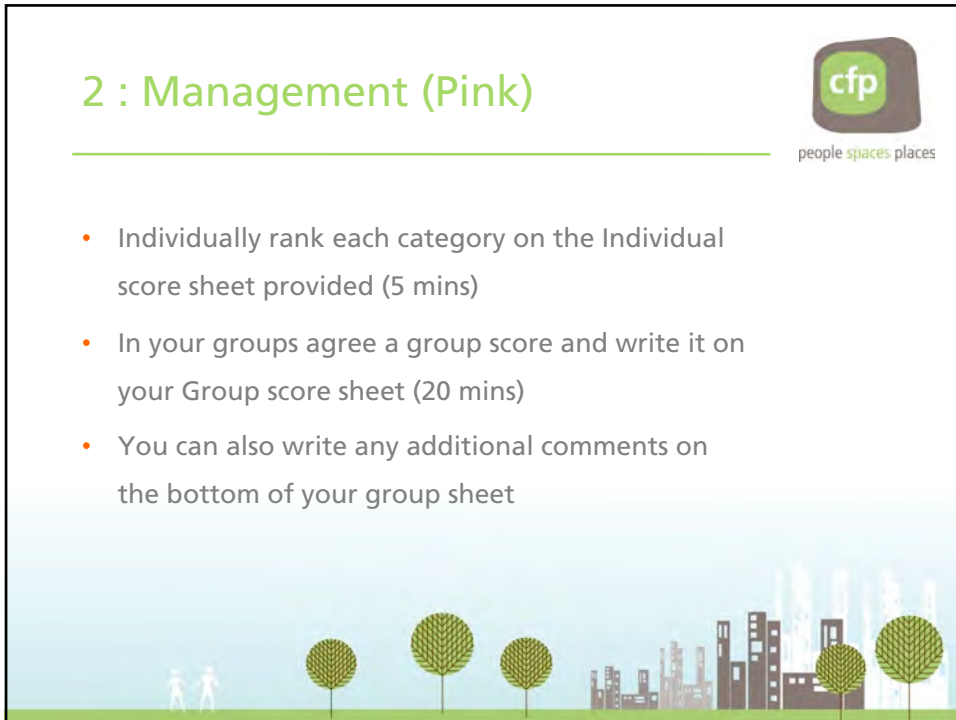 2 : Management (Pink)
cfp
people spaces places
• Individually rank each category on the Individual
score sheet provided (5 mins)
• In your groups agree a group score and write it on
your Group score sheet (20 mins)
• You can also write any additional comments on
the bottom of your group sheet